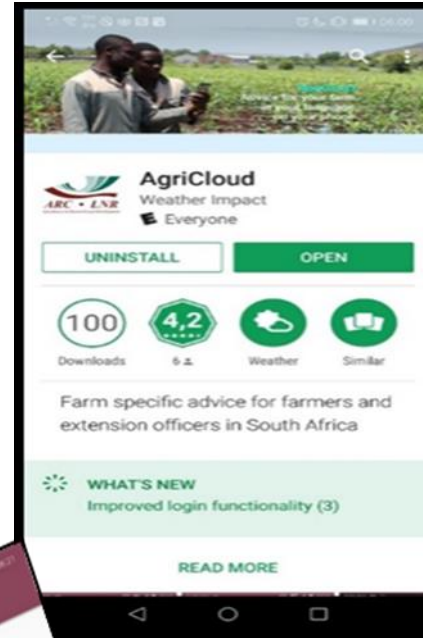 AgriCloud
ARC • LNR
Weather Impact
E Everyone
UNINSTALL
OPEN
100
4,2
Downloads
6
Weather
Similar
Farm specific advice for farmers and
extension officers in South Africa
WHAT'S NEW
Improved login functionality (3)
READ MORE